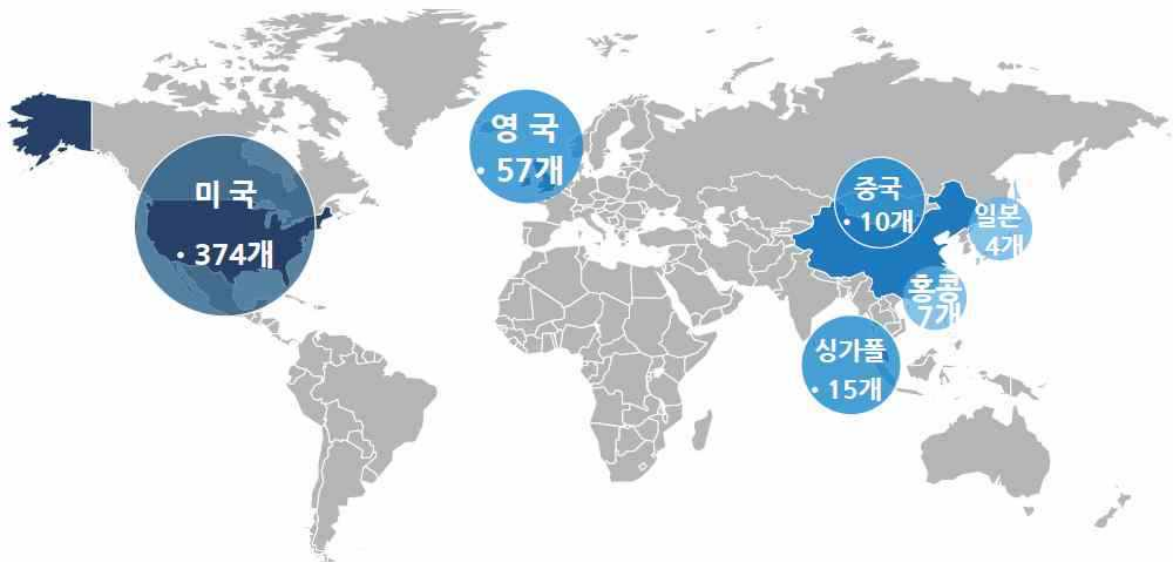 미 국
• 374개
영 국
• 57개
중국
• 10개
일본
4개
홍콩
7개
싱가폴
• 15개